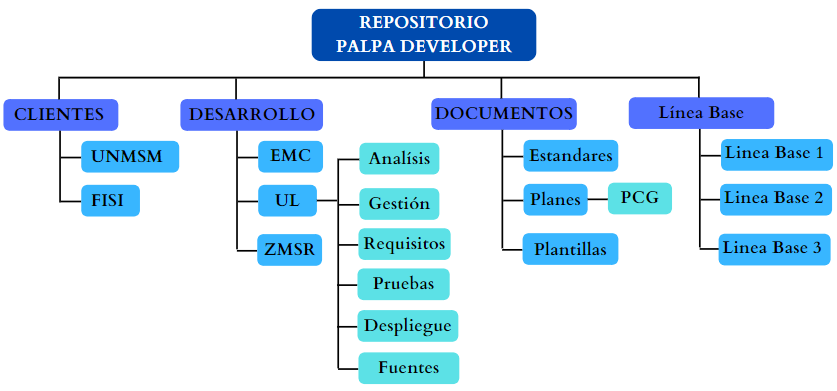 REPOSITORIO
PALPA DEVELOPER
CLIENTES
DESARROLLO
DOCUMENTOS
Línea Base
UNMSM
FISI
EMC
UL
ZMSR
Analísis
Gestión
Requisitos
Pruebas
Despliegue
Fuentes
Estandares
Planes
PCG
Plantillas
Linea Base 1
Linea Base 2
Linea Base 3